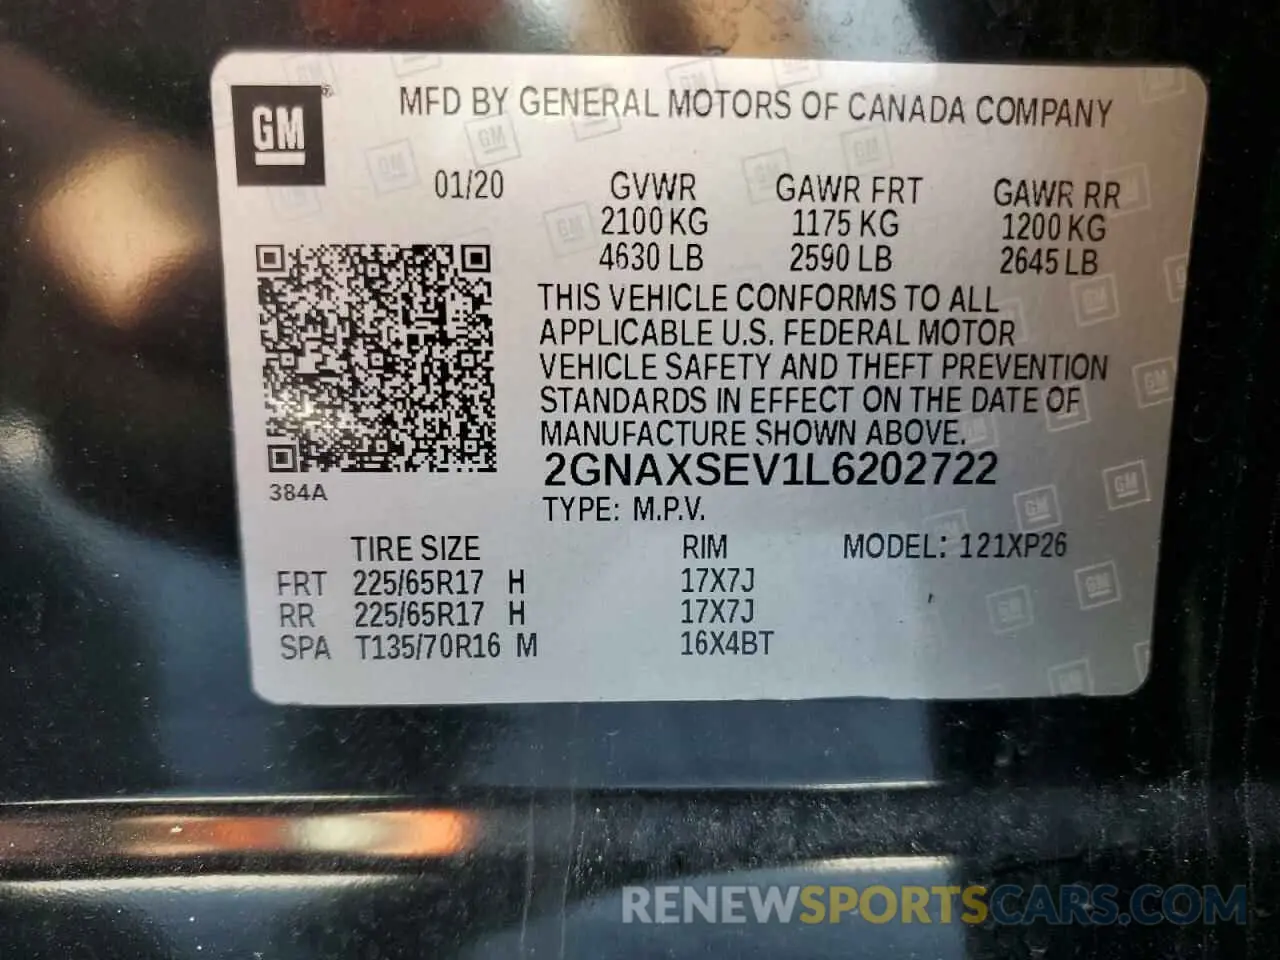 GM®
MFD BY GENERAL MOTORS OF CANADA COMPANY
01/20 GVWR GAWR FRT GAWR RR
2100 KG 1175 KG 1200 KG
4630 LB 2590 LB 2645 LB
THIS VEHICLE CONFORMS TO ALL
APPLICABLE U.S. FEDERAL MOTOR
VEHICLE SAFETY AND THEFT PREVENTION
STANDARDS IN EFFECT ON THE DATE OF
MANUFACTURE SHOWN ABOVE.
2GNAXSEV1L6202722
384A
TYPE: M.P.V.
TIRE SIZE RIM MODEL: 121XP26
FRT 225/65R17 H 17X7J
RR 225/65R17 H 17X7J
SPA T135/70R16 M 16X4BT
RENEWSPORTSCARS.COM